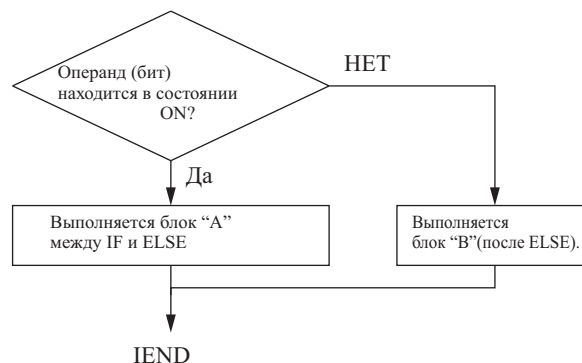 Операнд (бит)
находится в состоянии
ON?
НЕТ
Да
Выполняется блок “A”
между IF и ELSE
Выполняется
блок “B”(после ELSE).
IEND